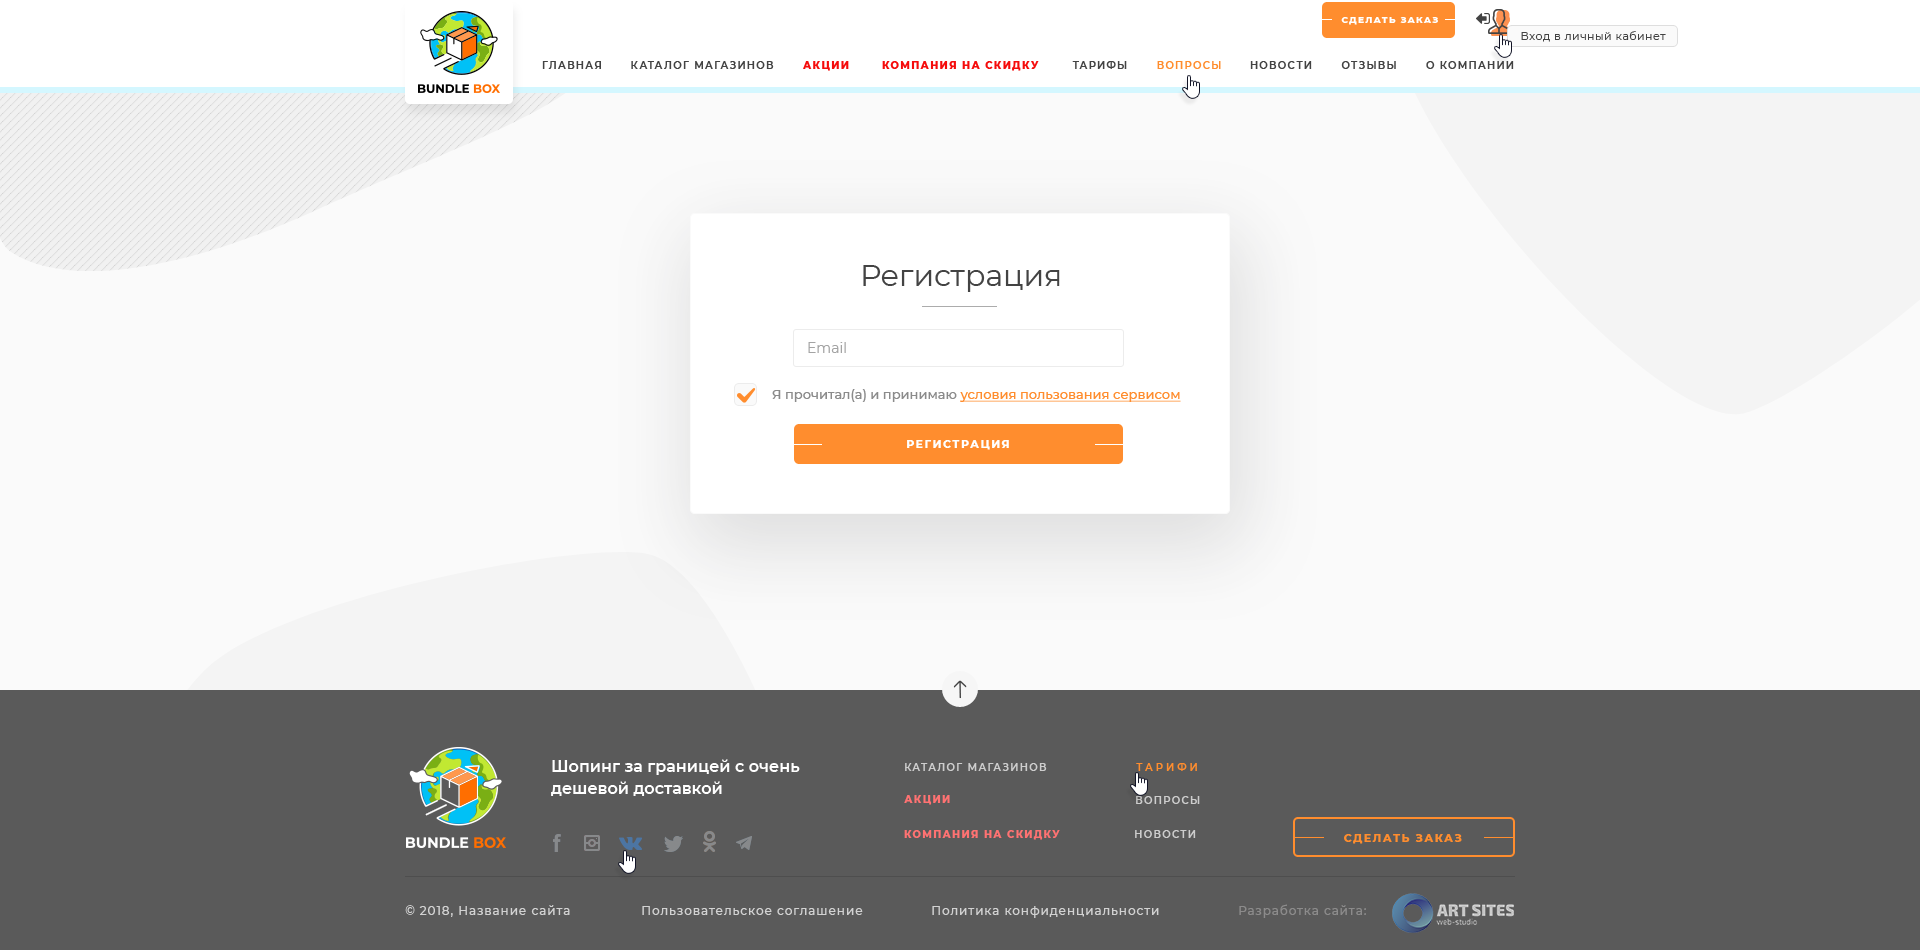 СДЕЛАТЬ ЗАКАЗ
Вход в личный кабинет
BUNDLE BOX
ГЛАВНАЯ
КАТАЛОГ МАГАЗИНОВ
АКЦИИ
КОМПАНИЯ НА СКИДКУ
ТАРИФЫ
ВОПРОСЫ
НОВОСТИ
ОТЗЫВЫ
О КОМПАНИИ
Регистрация
Email
Я прочитал(а) и принимаю условия пользования сервисом
РЕГИСТРАЦИЯ
BUNDLE BOX
Шопинг за границей с очень
дешевой доставкой
КАТАЛОГ МАГАЗИНОВ
АКЦИИ
КОМПАНИЯ НА СКИДКУ
ТАРИФИ
ВОПРОСЫ
НОВОСТИ
СДЕЛАТЬ ЗАКАЗ
© 2018, Название сайта
Пользовательское соглашение
Политика конфиденциальности
Разработка сайта:
ART SITES
web-studio